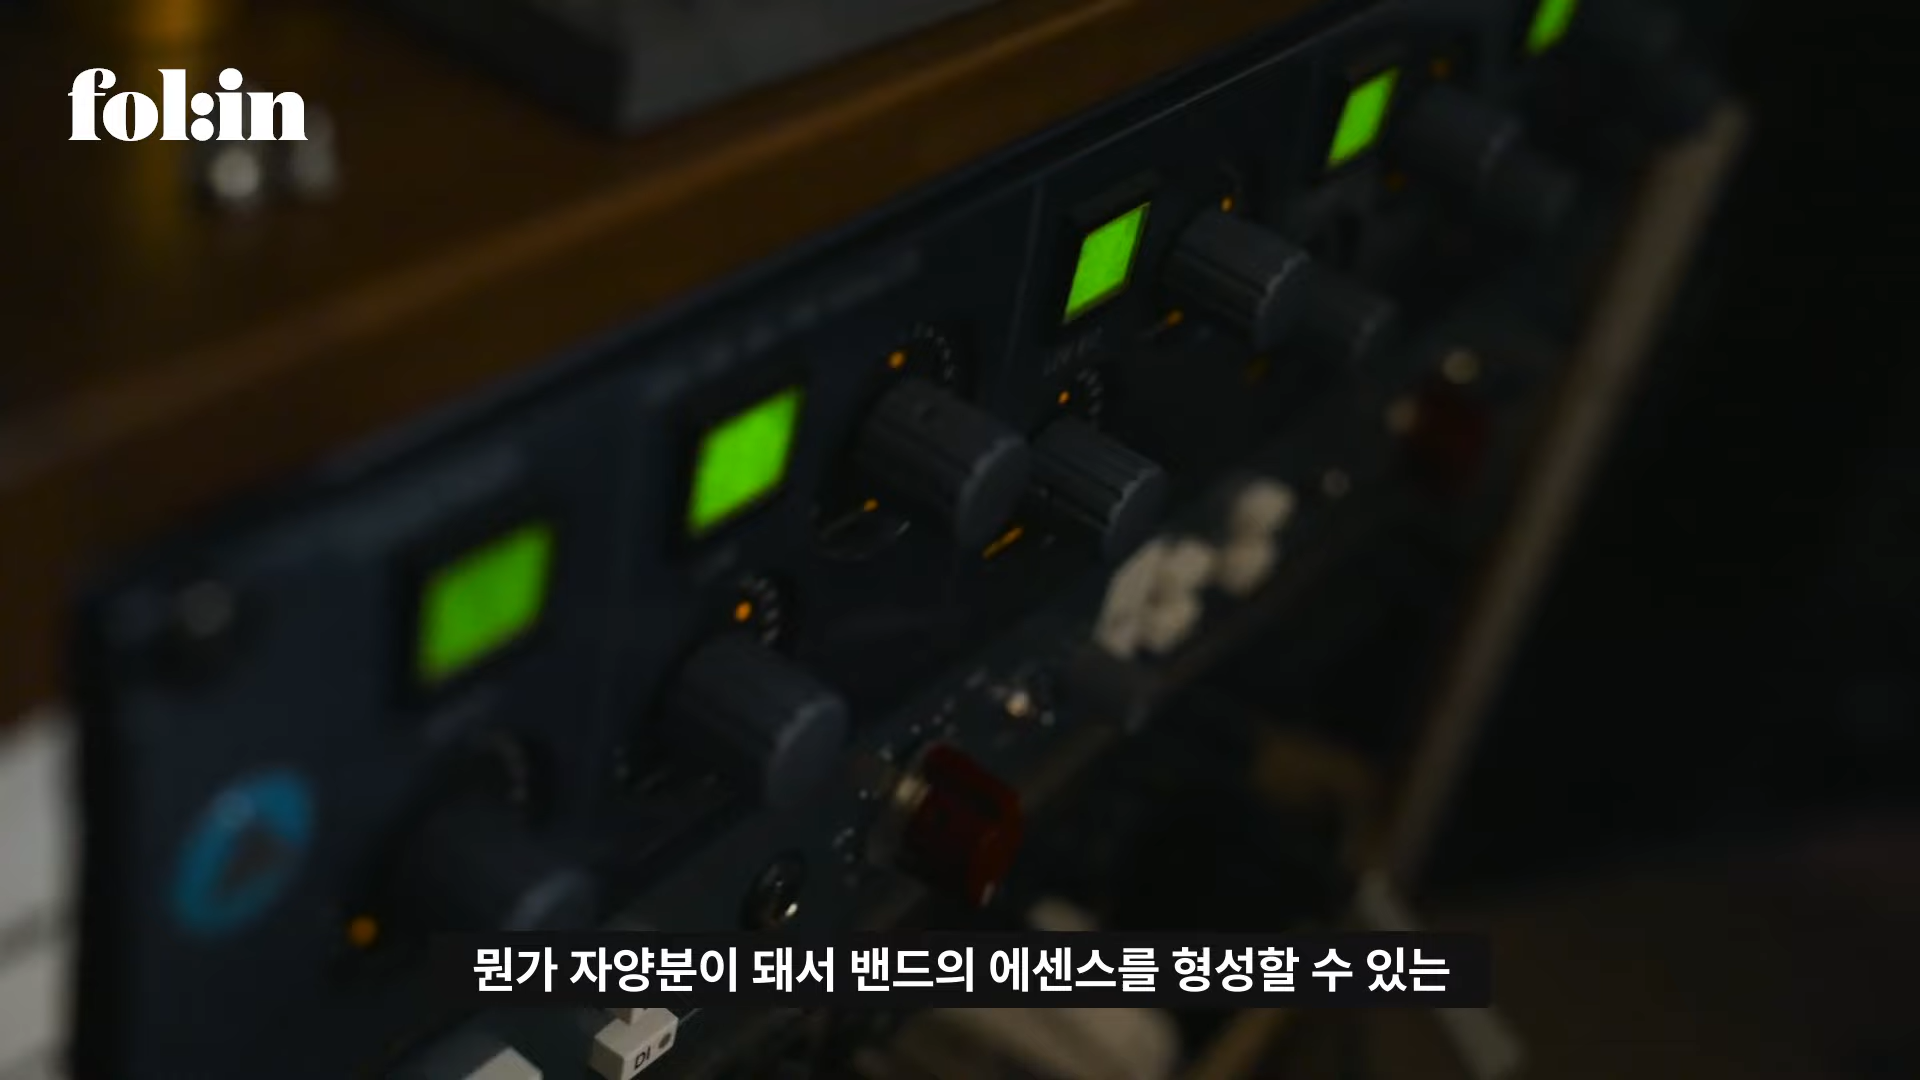 fol:in
뭔가 자양분이 돼서 밴드의 에센스를 형성할 수 있는
DI